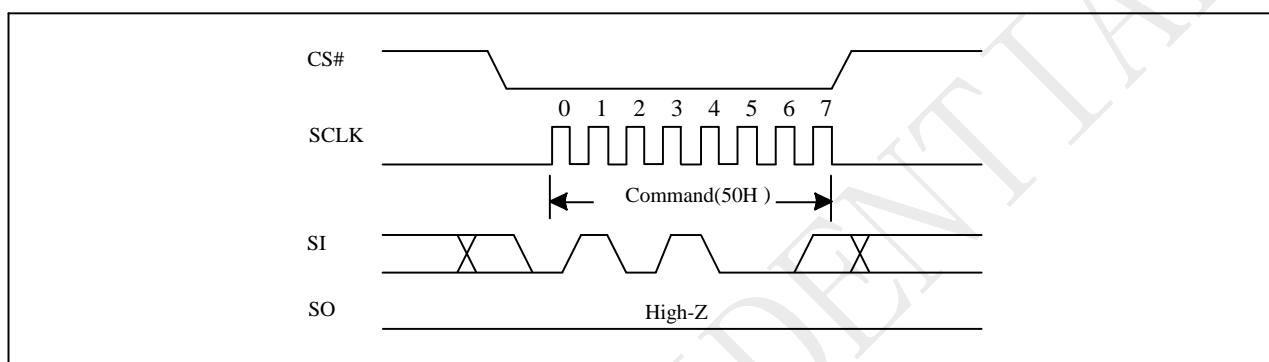 CS#
0 1 2 3 4 5 6 7
SCLK
Command(50H )
SI
SO
High-Z